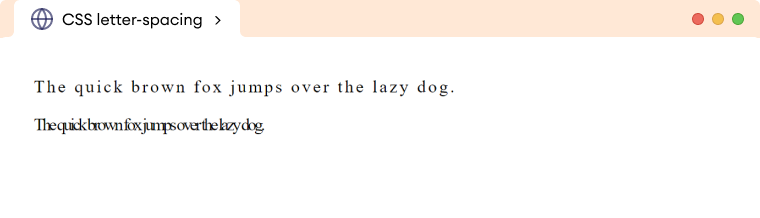 CSS letter-spacing
The quick brown fox jumps over the lazy dog.
The quick brown fox jumps over the lazy dog.